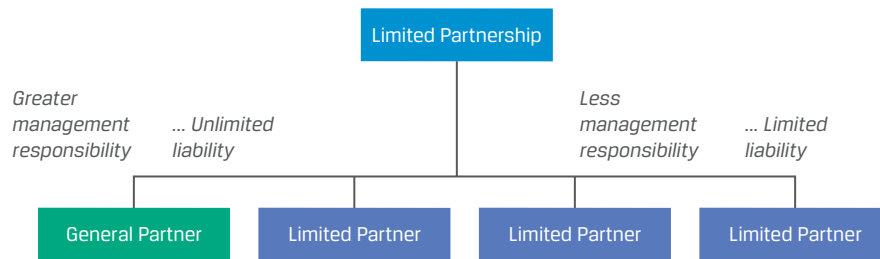 Limited Partnership
Greater
management
responsibility
... Unlimited
liability
Less
management
responsibility
... Limited
liability
General Partner
Limited Partner
Limited Partner
Limited Partner